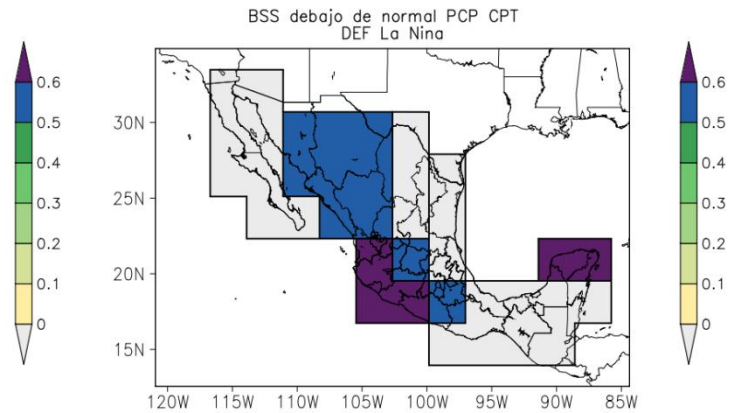 BSS debajo de normal PCP CPT
DEF La Nina
0.6
0.5
0.4
0.3
0.2
0.1
0
30N
25N
20N
15N
120W 115W 110W 105W 100W 95W 90W 85W
0.6
0.5
0.4
0.3
0.2
0.1
0